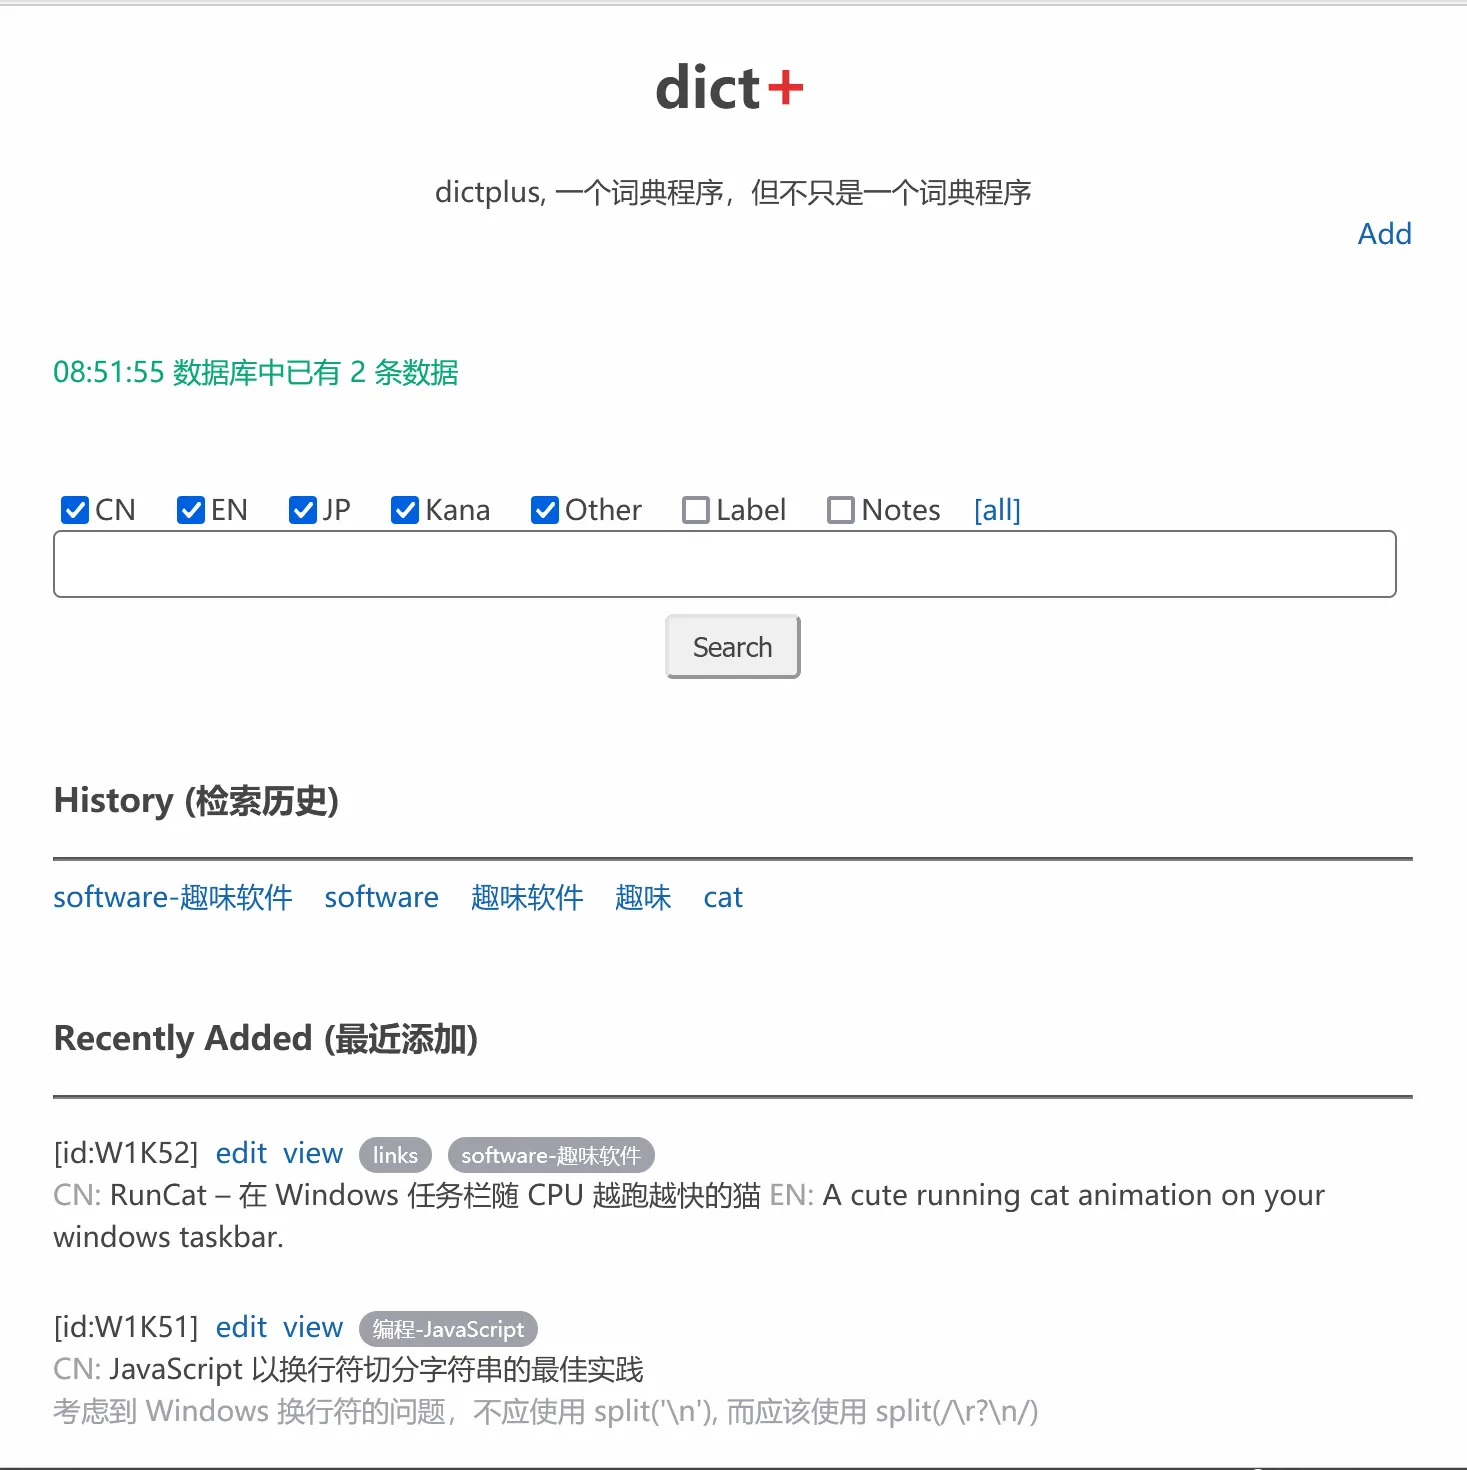 dict+
dictplus, 一个词典程序，但不只是一个词典程序
Add
08:51:55 数据库中已有 2 条数据
CN EN JP Kana Other Label Notes [all]
Search
History (检索历史)
software-趣味软件 software 趣味软件 趣味 cat
Recently Added (最近添加)
[id:W1K52] edit view links software-趣味软件
CN: RunCat – 在 Windows 任务栏随 CPU 越跑越快的猫 EN: A cute running cat animation on your
windows taskbar.
[id:W1K51] edit view 编程-JavaScript
CN: JavaScript 以换行符切分字符串的最佳实践
考虑到 Windows 换行符的问题，不应使用 split('\n'), 而应该使用 split(/\r?\n/)